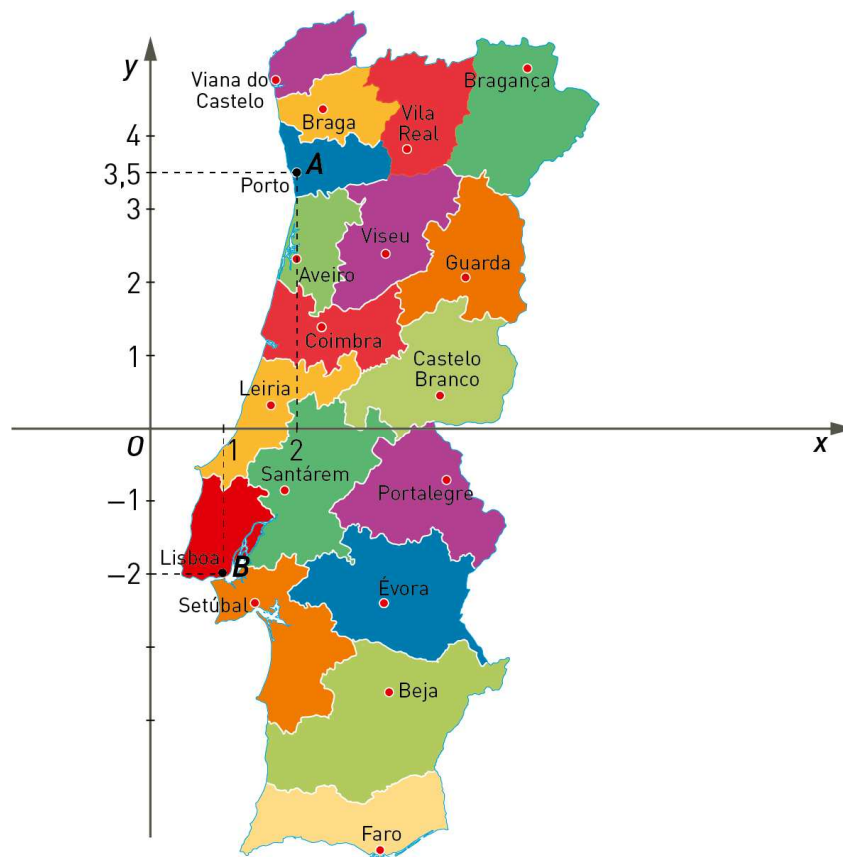 y
Viana do
Castelo
Bragança
Braga
Vila
Real
4
A
3,5
Porto
3
Viseu
Guarda
Aveiro
2
1
Coimbra
Castelo
Branco
Leiria
O
1
2
x
Santárem
Portalegre
−1
Lisboa
B
−2
Setúbal
Évora
Beja
Faro